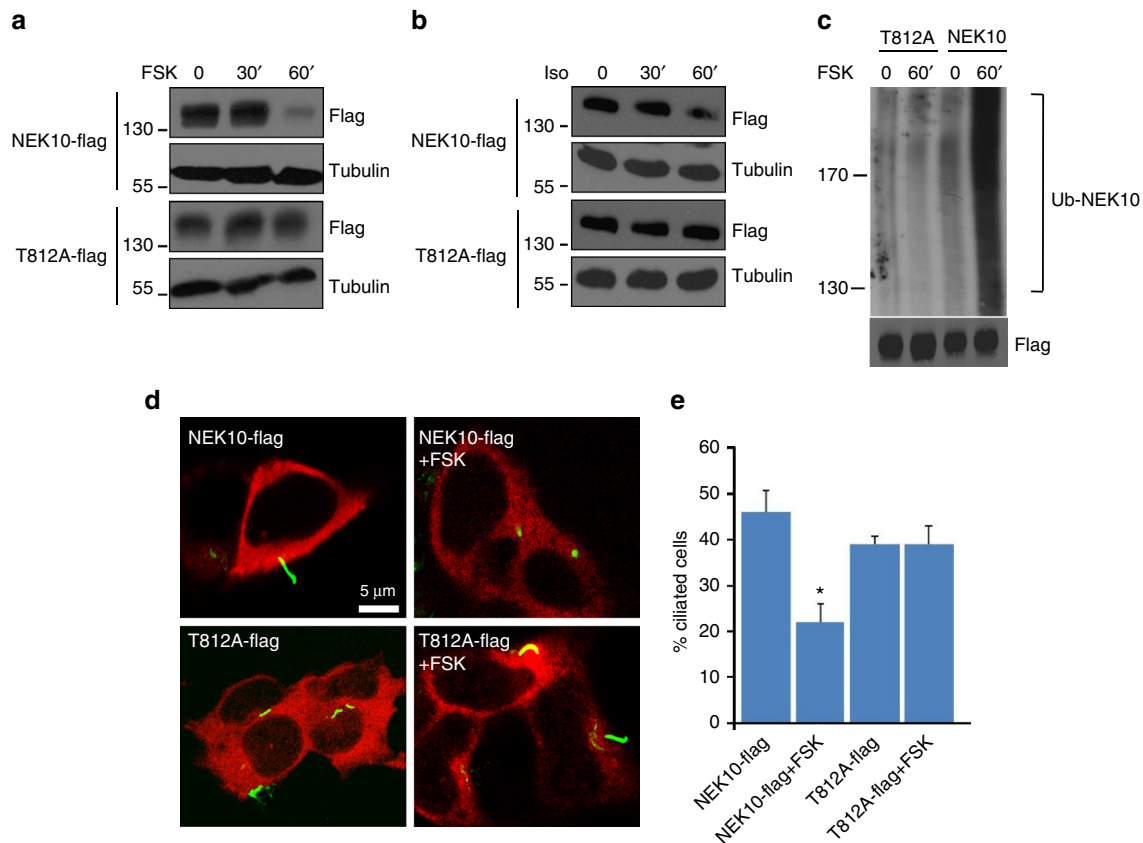 a
FSK 0 30′ 60′
NEK10-flag
130
Flag
55
Tubulin
T812A-flag
130
Flag
55
Tubulin
b
Iso 0 30′ 60′
NEK10-flag
130
Flag
55
Tubulin
T812A-flag
130
Flag
55
Tubulin
c
T812A NEK10
FSK 0 60′ 0 60′
170
130
Ub-NEK10
Flag
d
NEK10-flag
5 μm
NEK10-flag
+FSK
T812A-flag
T812A-flag
+FSK
e
% ciliated cells
60
50
40
30
20
10
0
*
NEK10-flag
NEK10-flag+FSK
T812A-flag
T812A-flag+FSK